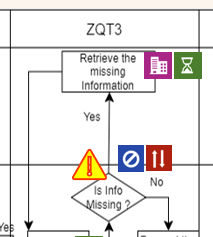 ZQT3
Retrieve the
missing
Information
Yes
Is Info
Missing ?
No
Yes